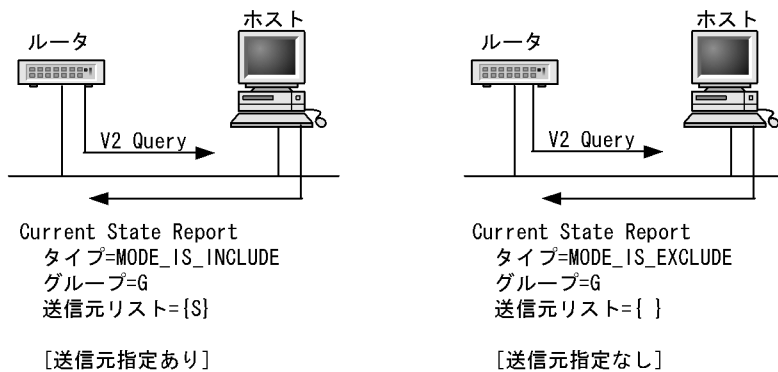 ルータ
ホスト
V2 Query
Current State Report
タイプ=MODE_IS_INCLUDE
グループ=G
送信元リスト={S}
[送信元指定あり]
ルータ
ホスト
V2 Query
Current State Report
タイプ=MODE_IS_EXCLUDE
グループ=G
送信元リスト={ }
[送信元指定なし]